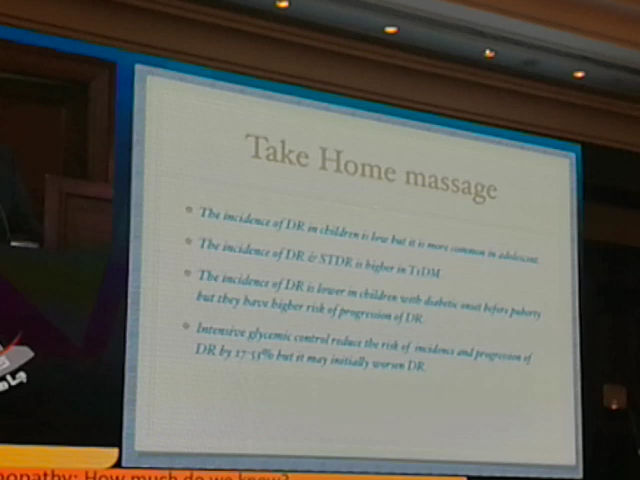 Take Home massage
The incidence of DR in children is low but it is more common in adolescent.
The incidence of DR & STDR is higher in T1DM
The incidence of DR is lower in children with diabetic onset before puberty
but they have higher risk of progression of DR
Intensive glycemic control reduce the risk of incidence and progression of
DR by but it may initially worsen DR
nopathy: How much do we know?